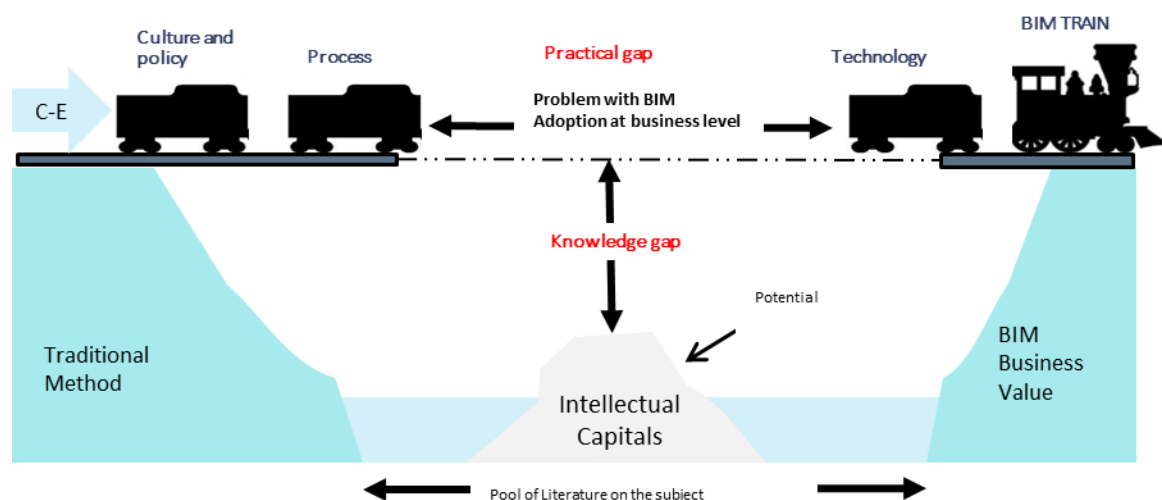 BIM TRAIN
Culture and
policy
Process
Practical gap
Technology
C-E
Problem with BIM
Adoption at business level
Knowledge gap
Potential
Traditional
Method
BIM
Business
Value
Intellectual
Capitals
Pool of Literature on the subject